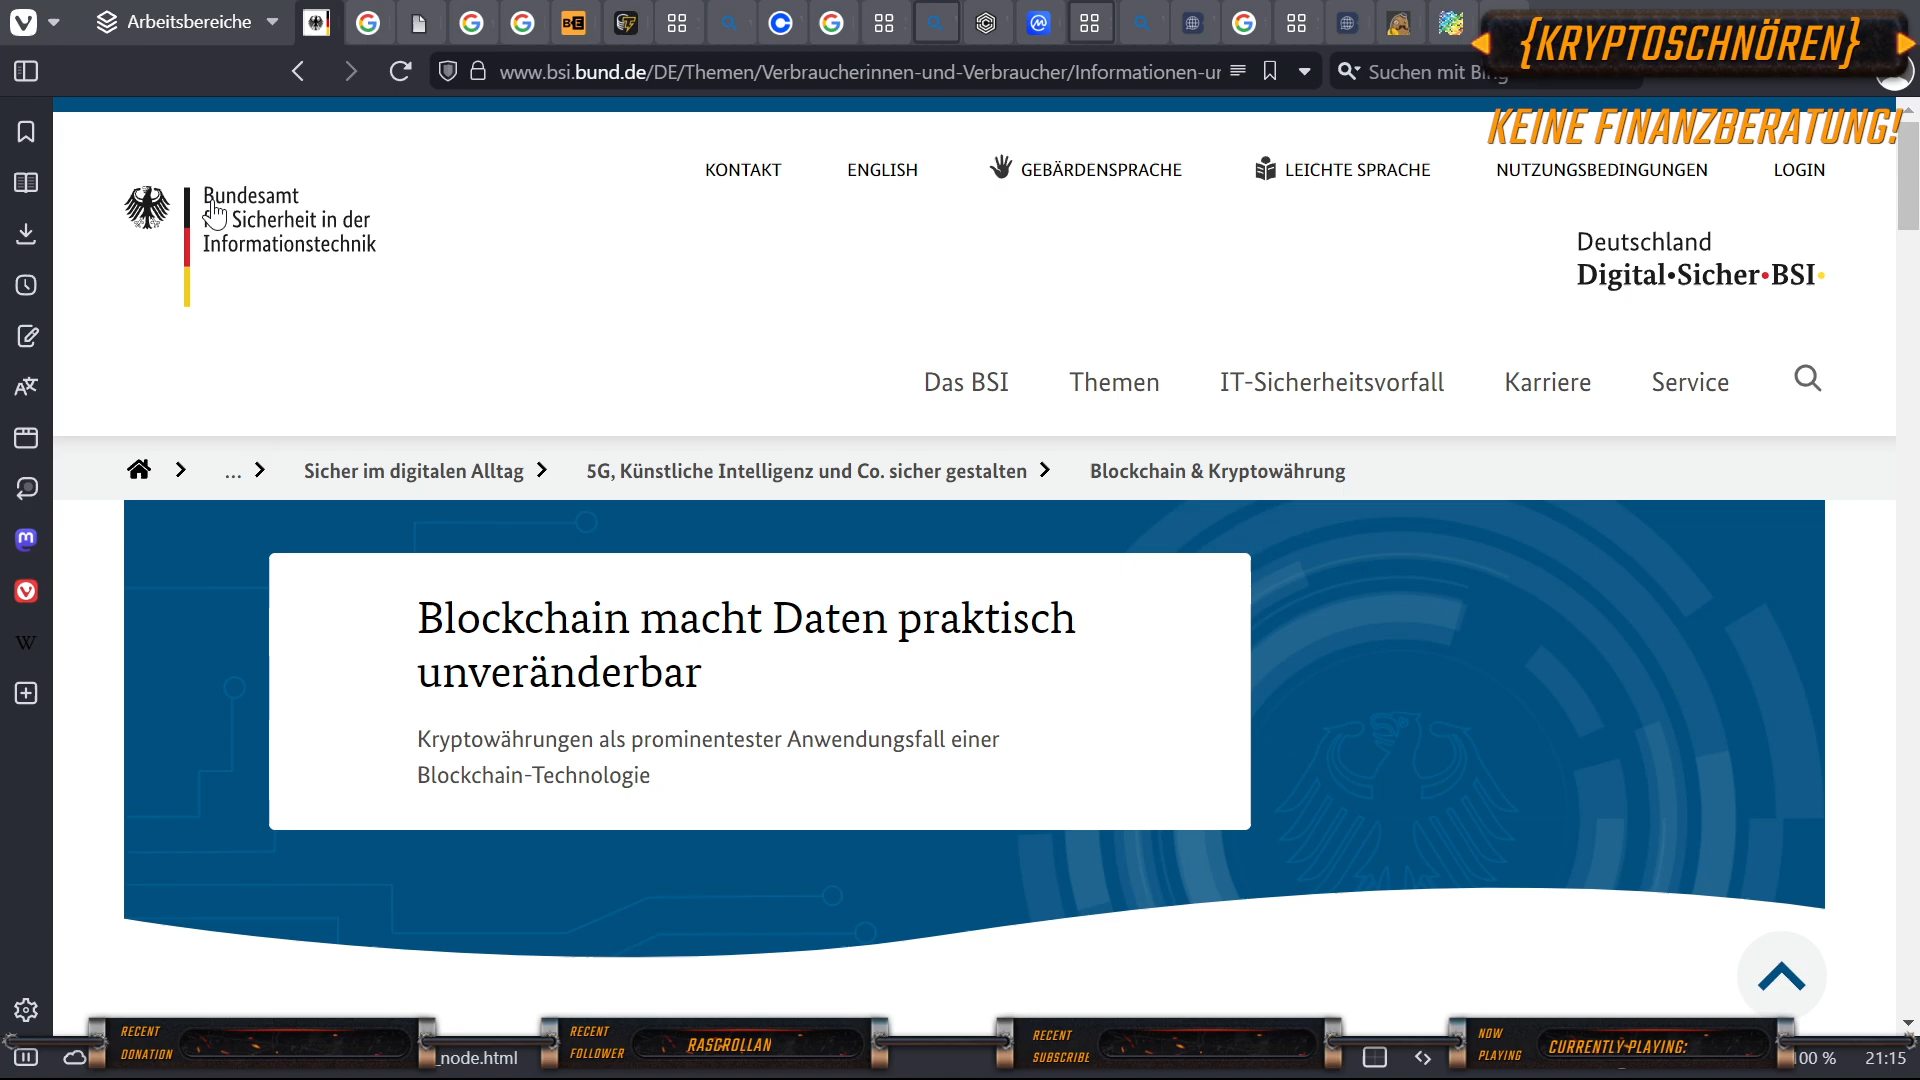 Arbeitsbereiche
{KRYPTOSCHNÖREN}
www.bsi.bund.de/DE/Themen/Verbraucherinnen-und-Verbraucher/Informationen-ur
Suchen mit Bing
KEINE FINANZBERATUNG!
KONTAKT
ENGLISH
GEBÄRDENSPRACHE
LEICHTE SPRACHE
NUTZUNGSBEDINGUNGEN
LOGIN
Bundesamt
für Sicherheit in der
Informationstechnik
Deutschland
Digital•Sicher•BSI•
Das BSI
Themen
IT-Sicherheitsvorfall
Karriere
Service
...
Sicher im digitalen Alltag
5G, Künstliche Intelligenz und Co. sicher gestalten
Blockchain & Kryptowährung
Blockchain macht Daten praktisch
unveränderbar
Kryptowährungen als prominentester Anwendungsfall einer
Blockchain-Technologie
RECENT
DONATION
_node.html
RECENT
FOLLOWER
RASGROLLAN
RECENT
SUBSCRIBE
NOW
PLAYING
CURRENTLY PLAYING:
00 %
21:15